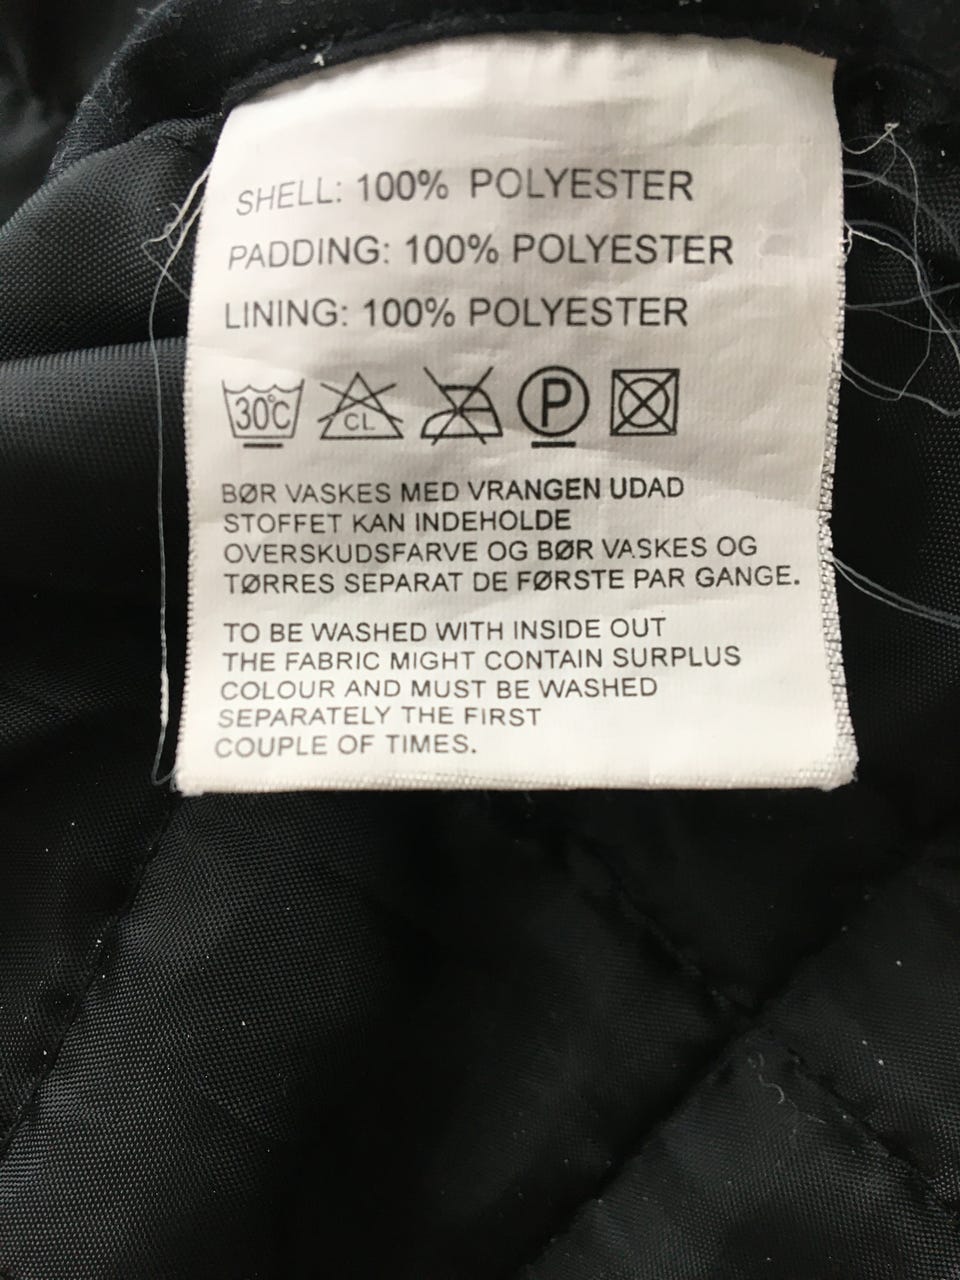 SHELL: 100% POLYESTER
PADDING: 100% POLYESTER
LINING: 100% POLYESTER
30°C CL P
BØR VASKES MED VRANGEN UDAD
STOFFET KAN INDEHOLDE
OVERSKUDSFARVE OG BØR VASKES OG
TØRRES SEPARAT DE FØRSTE PAR GANGE.
TO BE WASHED WITH INSIDE OUT
THE FABRIC MIGHT CONTAIN SURPLUS
COLOUR AND MUST BE WASHED
SEPARATELY THE FIRST
COUPLE OF TIMES.